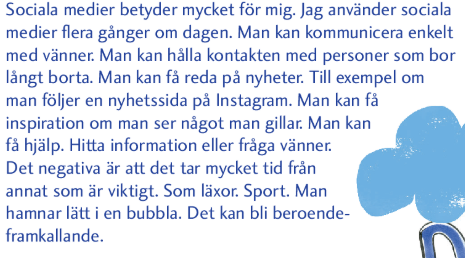 Sociala medier betyder mycket för mig. Jag använder sociala
medier flera gånger om dagen. Man kan kommunicera enkelt
med vänner. Man kan hålla kontakten med personer som bor
långt borta. Man kan få reda på nyheter. Till exempel om
man följer en nyhetssida på Instagram. Man kan få
inspiration om man ser något man gillar. Man kan
få hjälp. Hitta information eller fråga vänner.
Det negativa är att det tar mycket tid från
annat som är viktigt. Som läxor. Sport. Man
hamnar lätt i en bubbla. Det kan bli beroende-
framkallande.